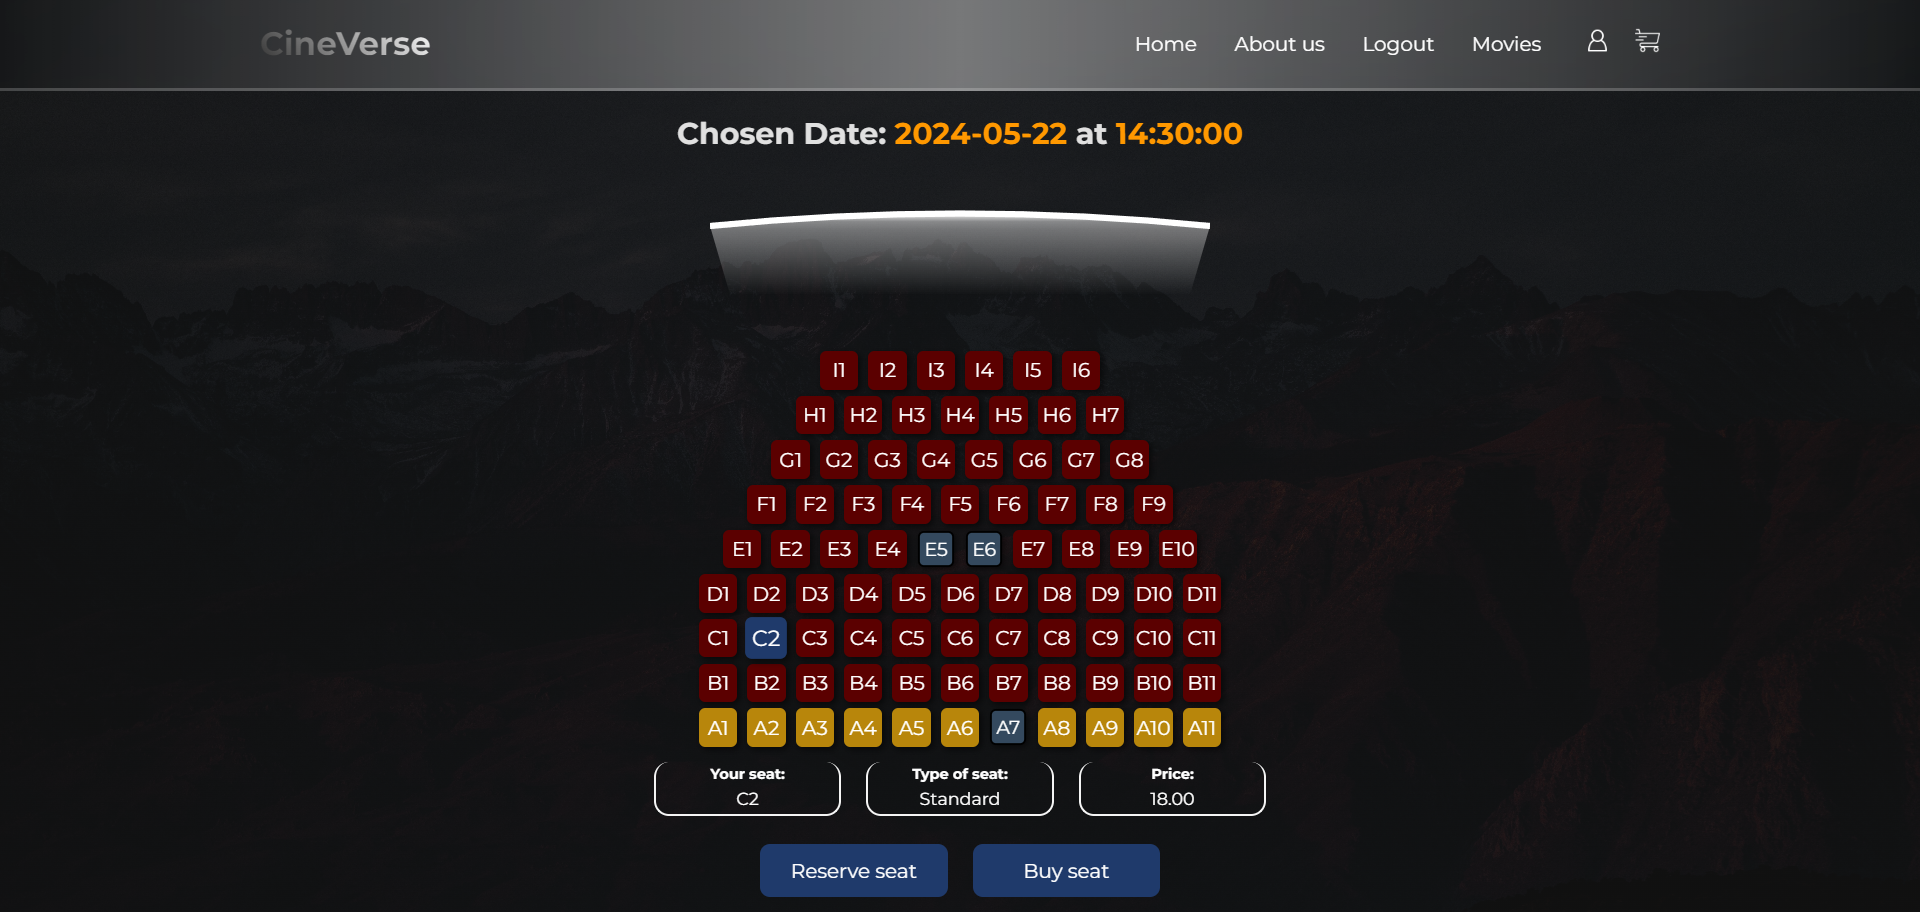 CineVerse
Home About us Logout Movies
Chosen Date: 2024-05-22 at 14:30:00
I1 I2 I3 I4 I5 I6
H1 H2 H3 H4 H5 H6 H7
G1 G2 G3 G4 G5 G6 G7 G8
F1 F2 F3 F4 F5 F6 F7 F8 F9
E1 E2 E3 E4 E5 E6 E7 E8 E9 E10
D1 D2 D3 D4 D5 D6 D7 D8 D9 D10 D11
C1 C2 C3 C4 C5 C6 C7 C8 C9 C10 C11
B1 B2 B3 B4 B5 B6 B7 B8 B9 B10 B11
A1 A2 A3 A4 A5 A6 A7 A8 A9 A10 A11
Your seat: Type of seat: Price:
C2 Standard 18.00
Reserve seat Buy seat